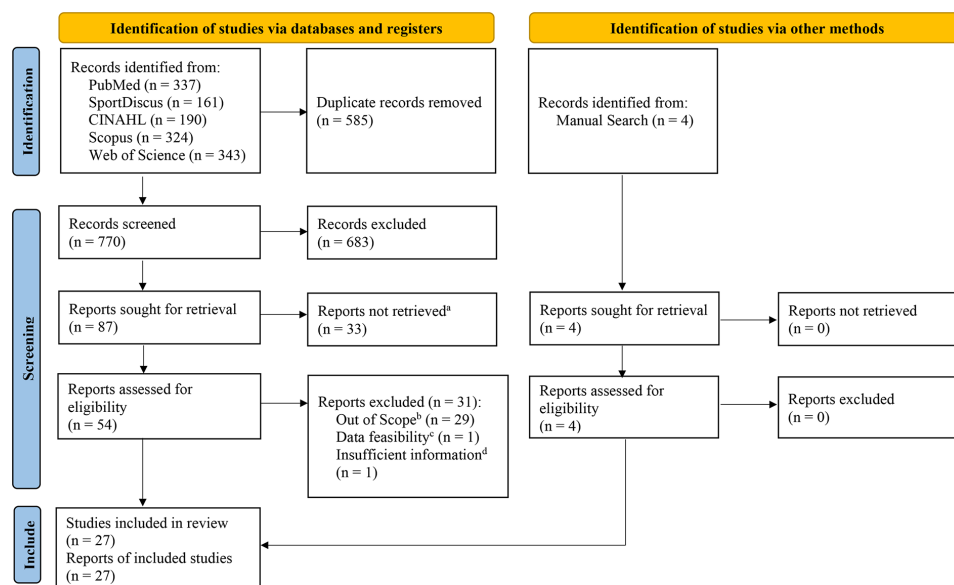 Identification of studies via databases and registers
Identification of studies via other methods
Identification
Records identified from:
PubMed (n = 337)
SportDiscus (n = 161)
CINAHL (n = 190)
Scopus (n = 324)
Web of Science (n = 343)
Duplicate records removed
(n = 585)
Records identified from:
Manual Search (n = 4)
Screening
Records screened
(n = 770)
Records excluded
(n = 683)
Reports sought for retrieval
(n = 87)
Reports not retrievedᵃ
(n = 33)
Reports sought for retrieval
(n = 4)
Reports not retrieved
(n = 0)
Reports assessed for
eligibility
(n = 54)
Reports excluded (n = 31):
Out of Scopeᵇ (n = 29)
Data feasibilityᶜ (n = 1)
Insufficient informationᵈ
(n = 1)
Reports assessed for
eligibility
(n = 4)
Reports excluded
(n = 0)
Include
Studies included in review
(n = 27)
Reports of included studies
(n = 27)